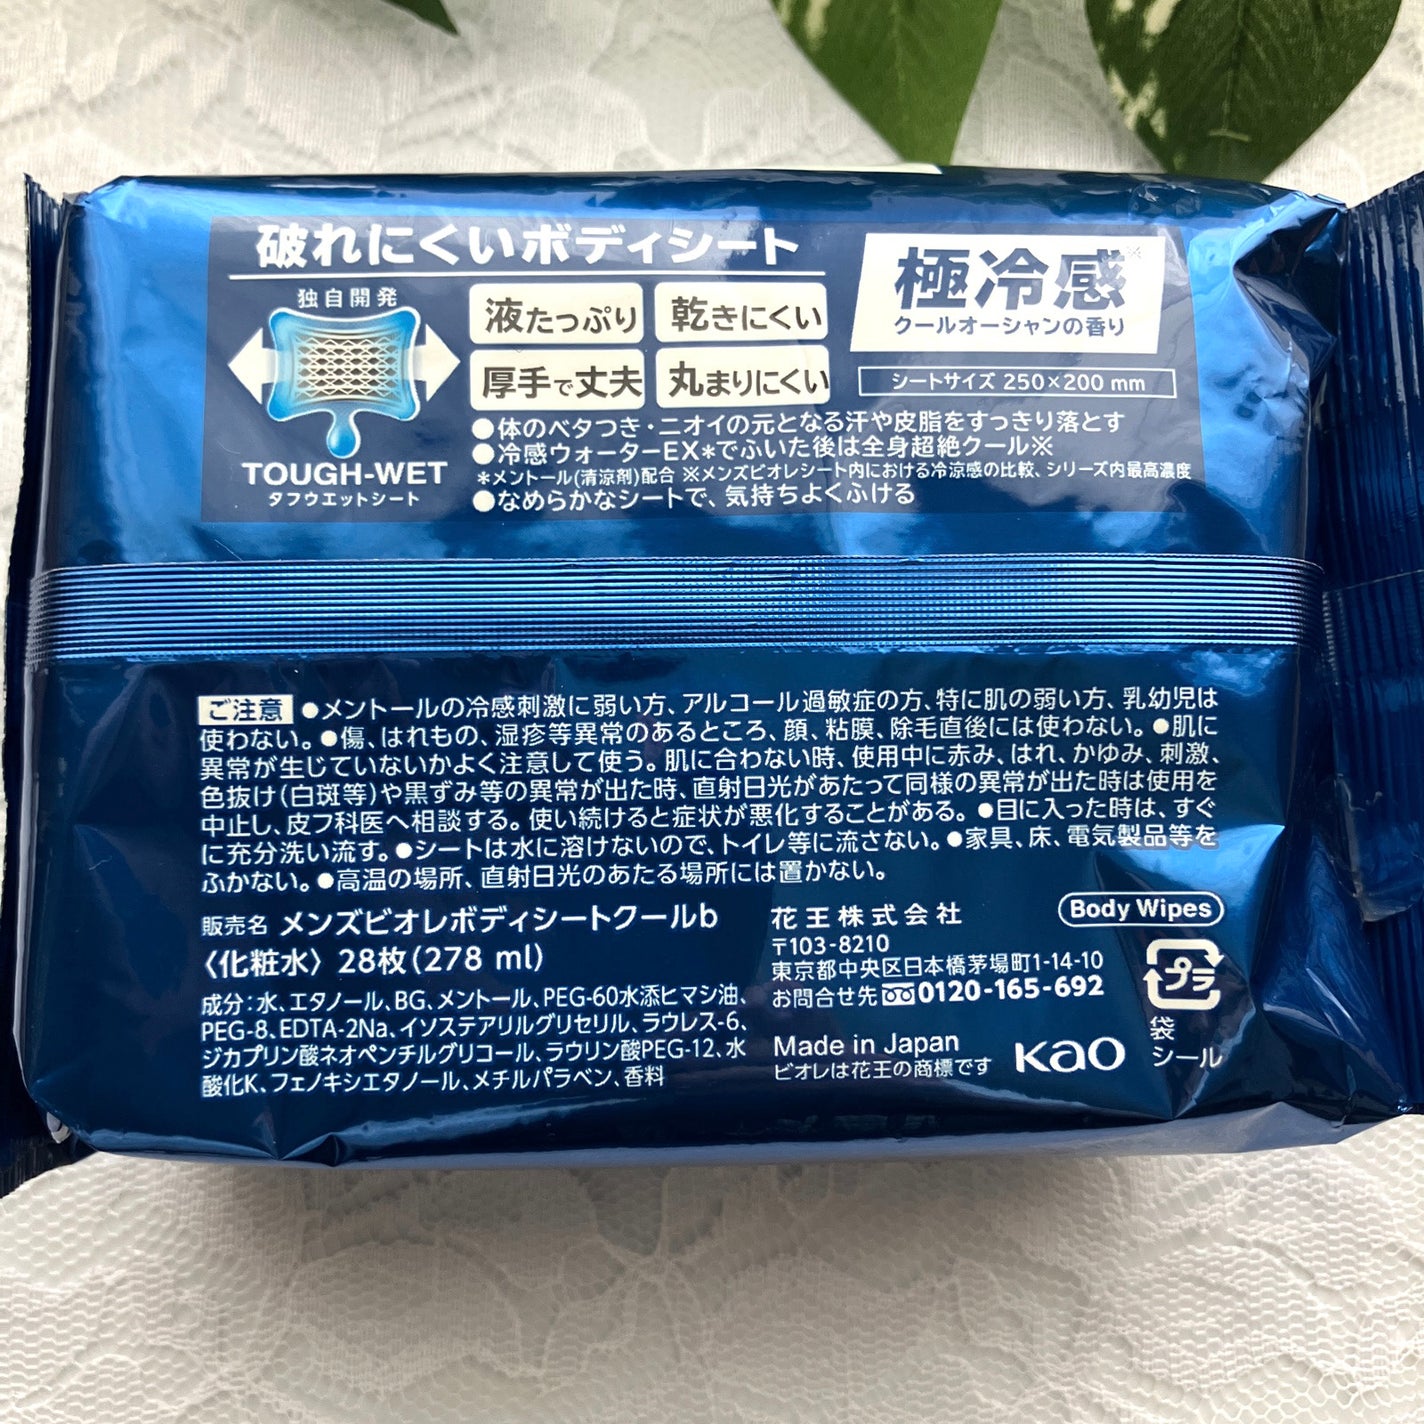 破れにくいボディシート
独自開発
TOUGH-WET
タフウエットシート
液たっぷり
乾きにくい
厚手で丈夫
丸まりにくい
極冷感※
クールオーシャンの香り
シートサイズ 250×200 mm
●体のベタつき・ニオイの元となる汗や皮脂をすっきり落とす
●冷感ウォーターEX*でふいた後は全身超絶クール※
*メントール(清涼剤)配合 ※メンズビオレシート内における冷涼感の比較、シリーズ内最高濃度
●なめらかなシートで、気持ちよくふける
ご注意 ●メントールの冷感刺激に弱い方、アルコール過敏症の方、特に肌の弱い方、乳幼児は
使わない。●傷、はれもの、湿疹等異常のあるところ、顔、粘膜、除毛直後には使わない。●肌に
異常が生じていないかよく注意して使う。肌に合わない時、使用中に赤み、はれ、かゆみ、刺激、
色抜け(白斑等)や黒ずみ等の異常が出た時、直射日光があたって同様の異常が出た時は使用を
中止し、皮フ科医へ相談する。使い続けると症状が悪化することがある。●目に入った時は、すぐ
に充分洗い流す。●シートは水に溶けないので、トイレ等に流さない。●家具、床、電気製品等を
ふかない。●高温の場所、直射日光のあたる場所には置かない。
販売名 メンズビオレボディシートクールb
〈化粧水〉 28枚(278 ml)
成分:水、エタノール、BG、メントール、PEG-60水添ヒマシ油、
PEG-8、EDTA-2Na、イソステアリルグリセリル、ラウレス-6、
ジカプリン酸ネオペンチルグリコール、ラウリン酸PEG-12、水
酸化K、フェノキシエタノール、メチルパラベン、香料
花王株式会社
〒103-8210
東京都中央区日本橋茅場町1-14-10
お問合せ先 0120-165-692
Made in Japan
ビオレは花王の商標です
Kao
Body Wipes
プラ
袋
シール